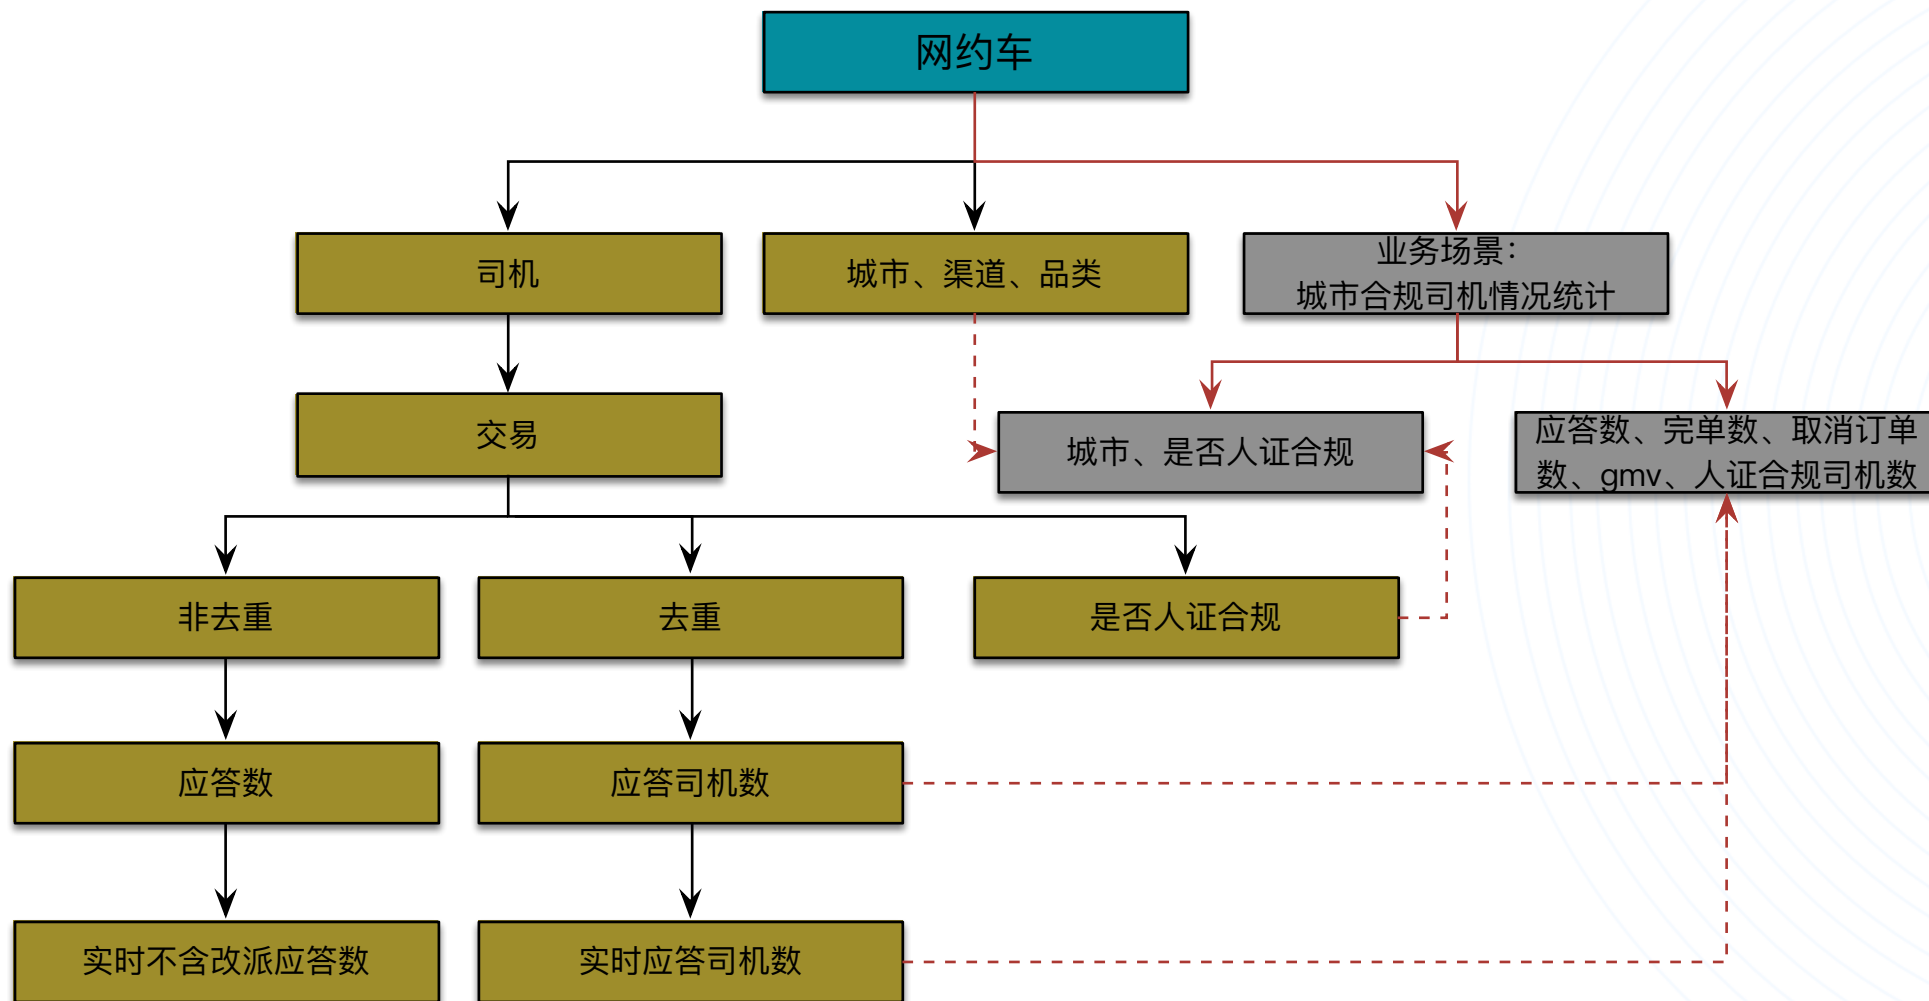 网约车
司机
城市、渠道、品类
业务场景：
城市合规司机情况统计
交易
城市、是否人证合规
应答数、完单数、取消订单
数、gmv、人证合规司机数
非去重
去重
是否人证合规
应答数
应答司机数
实时不含改派应答数
实时应答司机数